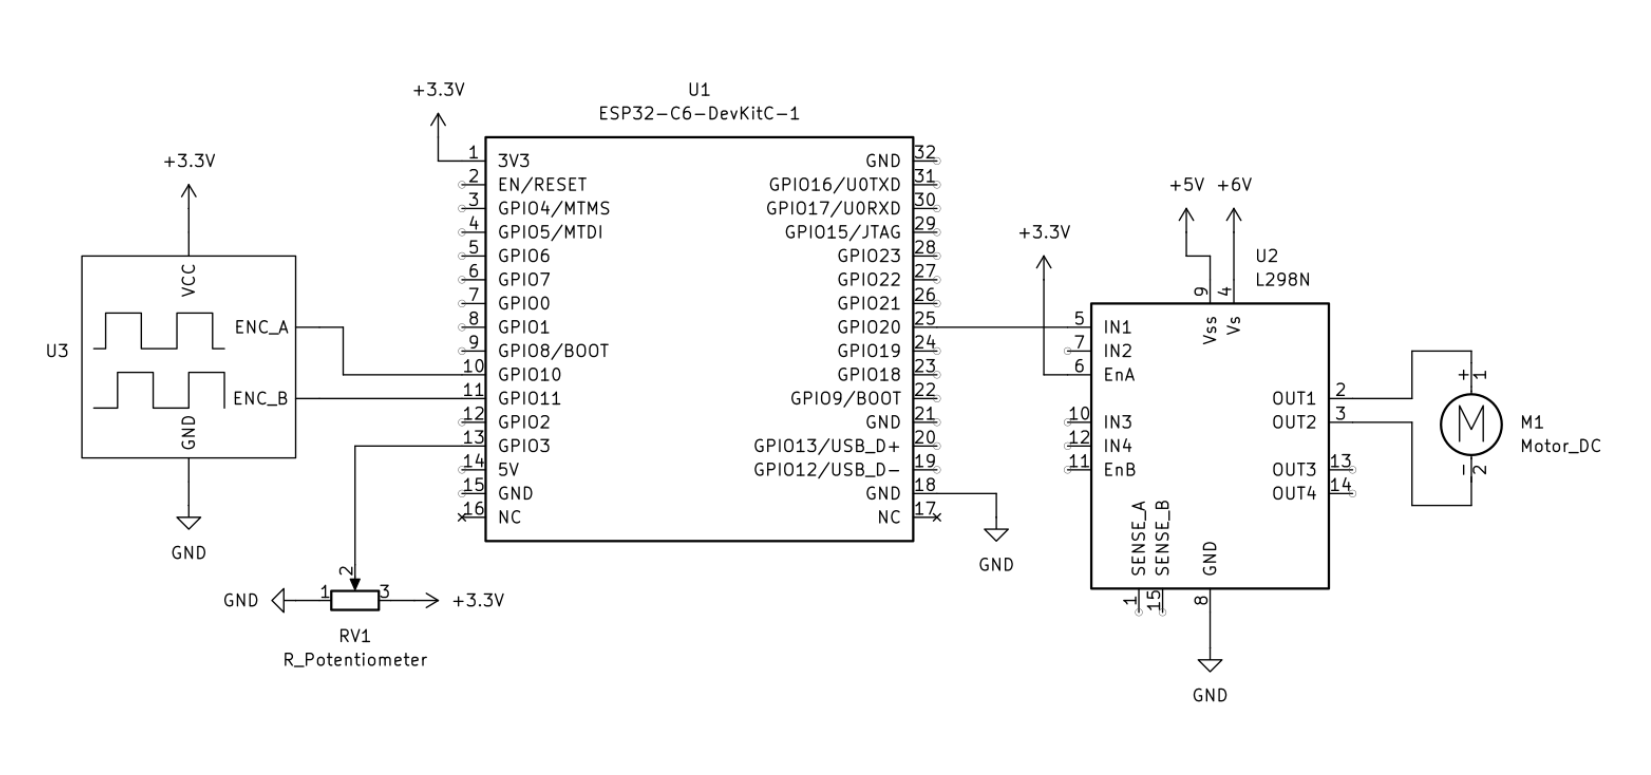 U1
ESP32-C6-DevKitC-1
+3.3V
1 3V3
2 EN/RESET
3 GPIO4/MTMS
4 GPIO5/MTDI
5 GPIO6
6 GPIO7
7 GPIO0
8 GPIO1
9 GPIO8/BOOT
10 GPIO10
11 GPIO11
12 GPIO2
13 GPIO3
14 5V
15 GND
16 NC
GND 32
GPIO16/U0TXD 31
GPIO17/U0RXD 30
GPIO15/JTAG 29
GPIO23 28
GPIO22 27
GPIO21 26
GPIO20 25
GPIO19 24
GPIO18 23
GPIO9/BOOT 22
GND 21
GPIO13/USB_D+ 20
GPIO12/USB_D- 19
GND 18
NC 17
GND
+3.3V
VCC
U3
ENC_A
ENC_B
GND
GND
GND
1
2
3
+3.3V
RV1
R_Potentiometer
+3.3V
+5V
+6V
U2
L298N
9 Vss
4 Vs
5 IN1
7 IN2
6 EnA
10 IN3
12 IN4
11 EnB
OUT1 2
OUT2 3
OUT3 13
OUT4 14
SENSE_A 1
SENSE_B 15
GND 8
GND
+ 1
M
- 2
M1
Motor_DC